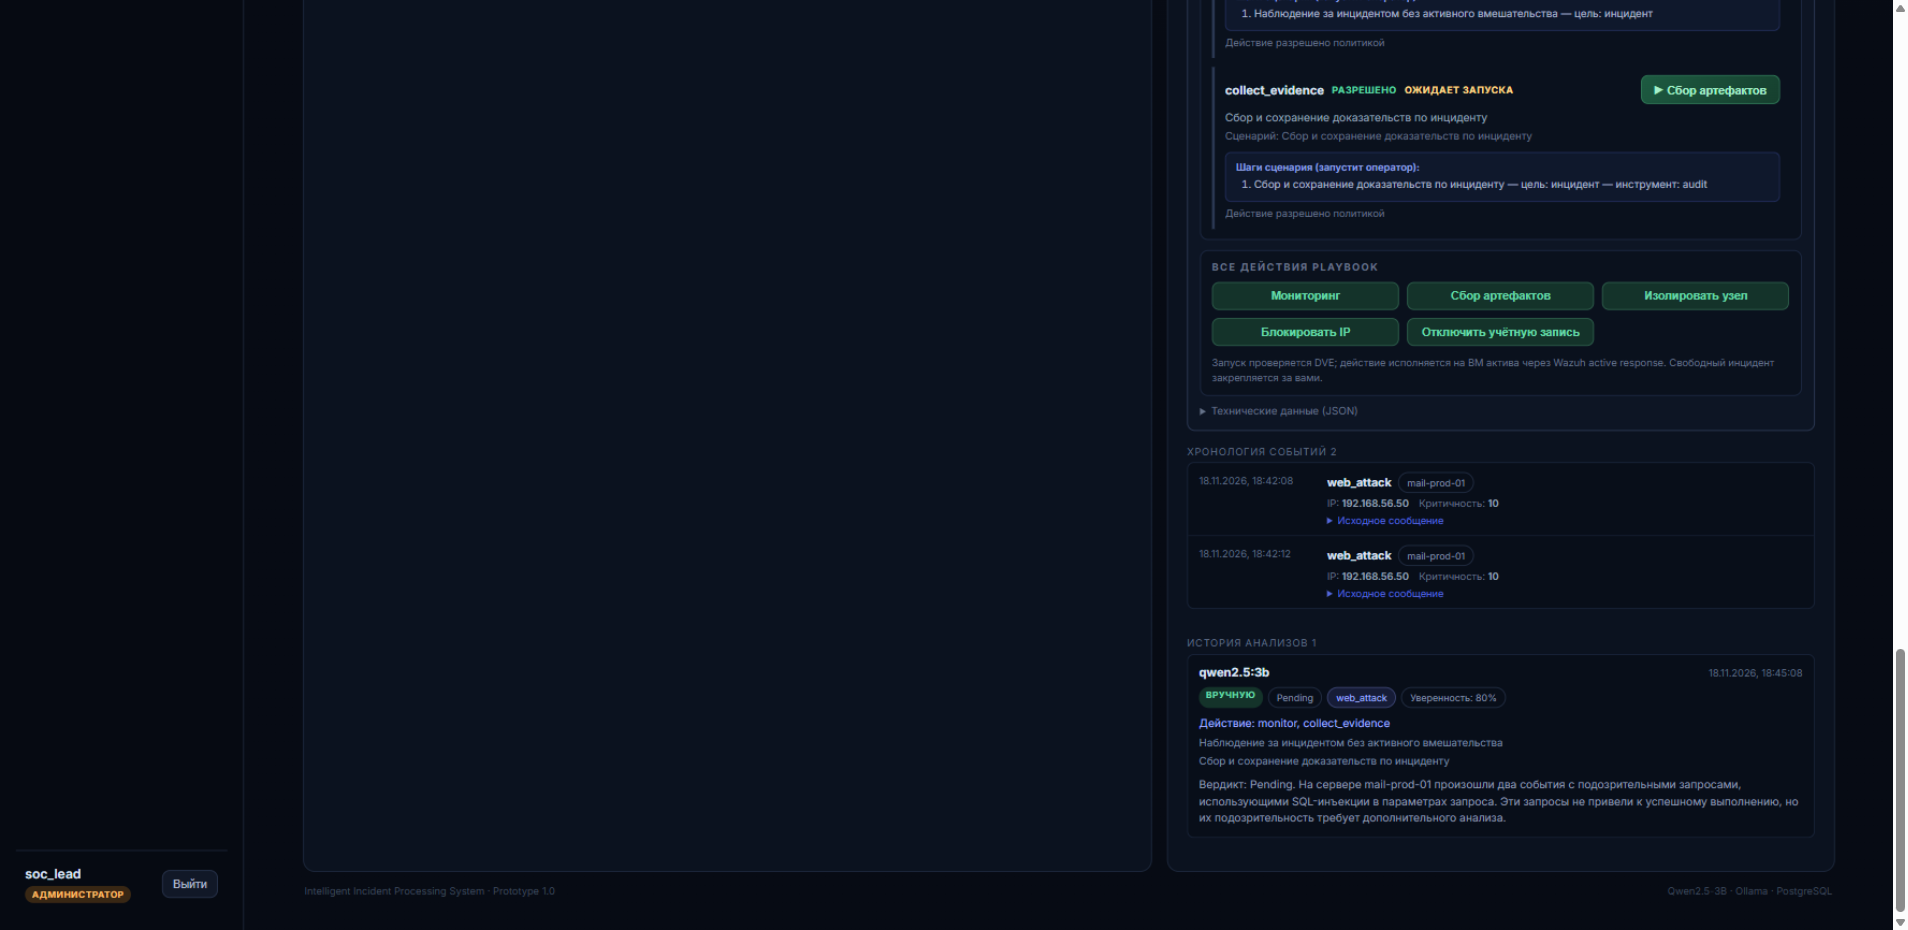 1. Наблюдение за инцидентом без активного вмешательства — цель: инцидент
Действие разрешено политикой
collect_evidence РАЗРЕШЕНО ОЖИДАЕТ ЗАПУСКА
▶ Сбор артефактов
Сбор и сохранение доказательств по инциденту
Сценарий: Сбор и сохранение доказательств по инциденту
Шаги сценария (запустит оператор):
1. Сбор и сохранение доказательств по инциденту — цель: инцидент — инструмент: audit
Действие разрешено политикой
ВСЕ ДЕЙСТВИЯ PLAYBOOK
Мониторинг
Сбор артефактов
Изолировать узел
Блокировать IP
Отключить учётную запись
Запуск проверяется DVE; действие исполняется на ВМ актива через Wazuh active response. Свободный инцидент
закрепляется за вами.
▶ Технические данные (JSON)
ХРОНОЛОГИЯ СОБЫТИЙ 2
18.11.2026, 18:42:08
web_attack mail-prod-01
IP: 192.168.56.50 Критичность: 10
▶ Исходное сообщение
18.11.2026, 18:42:12
web_attack mail-prod-01
IP: 192.168.56.50 Критичность: 10
▶ Исходное сообщение
ИСТОРИЯ АНАЛИЗОВ 1
qwen2.5:3b
18.11.2026, 18:45:08
ВРУЧНУЮ Pending web_attack Уверенность: 80%
Действие: monitor, collect_evidence
Наблюдение за инцидентом без активного вмешательства
Сбор и сохранение доказательств по инциденту
Вердикт: Pending. На сервере mail-prod-01 произошли два события с подозрительными запросами,
использующими SQL-инъекции в параметрах запроса. Эти запросы не привели к успешному выполнению, но
их подозрительность требует дополнительного анализа.
soc_lead
АДМИНИСТРАТОР
Выйти
Intelligent Incident Processing System · Prototype 1.0
Qwen2.5-3B · Ollama · PostgreSQL